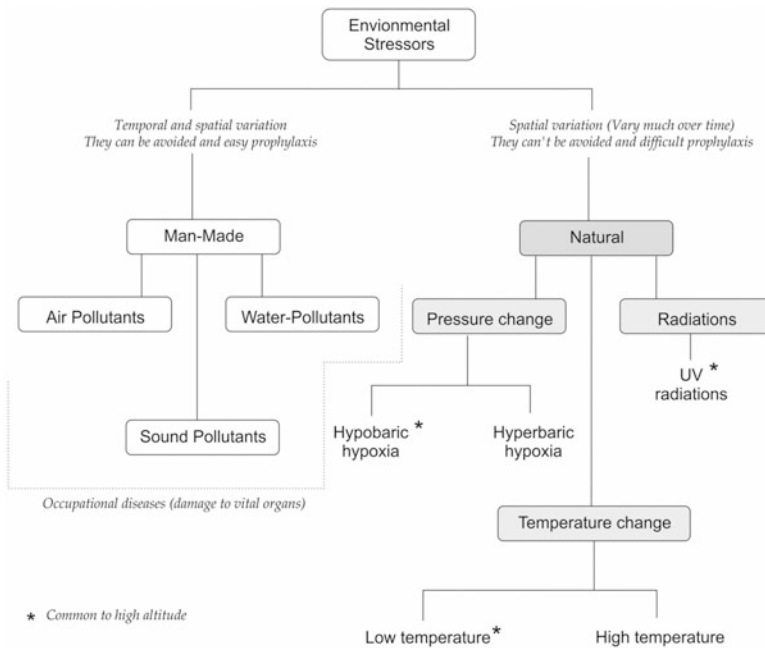 Envionmental
Stressors
Temporal and spatial variation
They can be avoided and easy prophylaxis
Spatial variation (Vary much over time)
They can't be avoided and difficult prophylaxis
Man-Made
Natural
Air Pollutants
Water-Pollutants
Pressure change
Radiations
UV *
radiations
Sound Pollutants
Hypobaric *
hypoxia
Hyperbaric
hypoxia
Occupational diseases (damage to vital organs)
Temperature change
* Common to high altitude
Low temperature *
High temperature